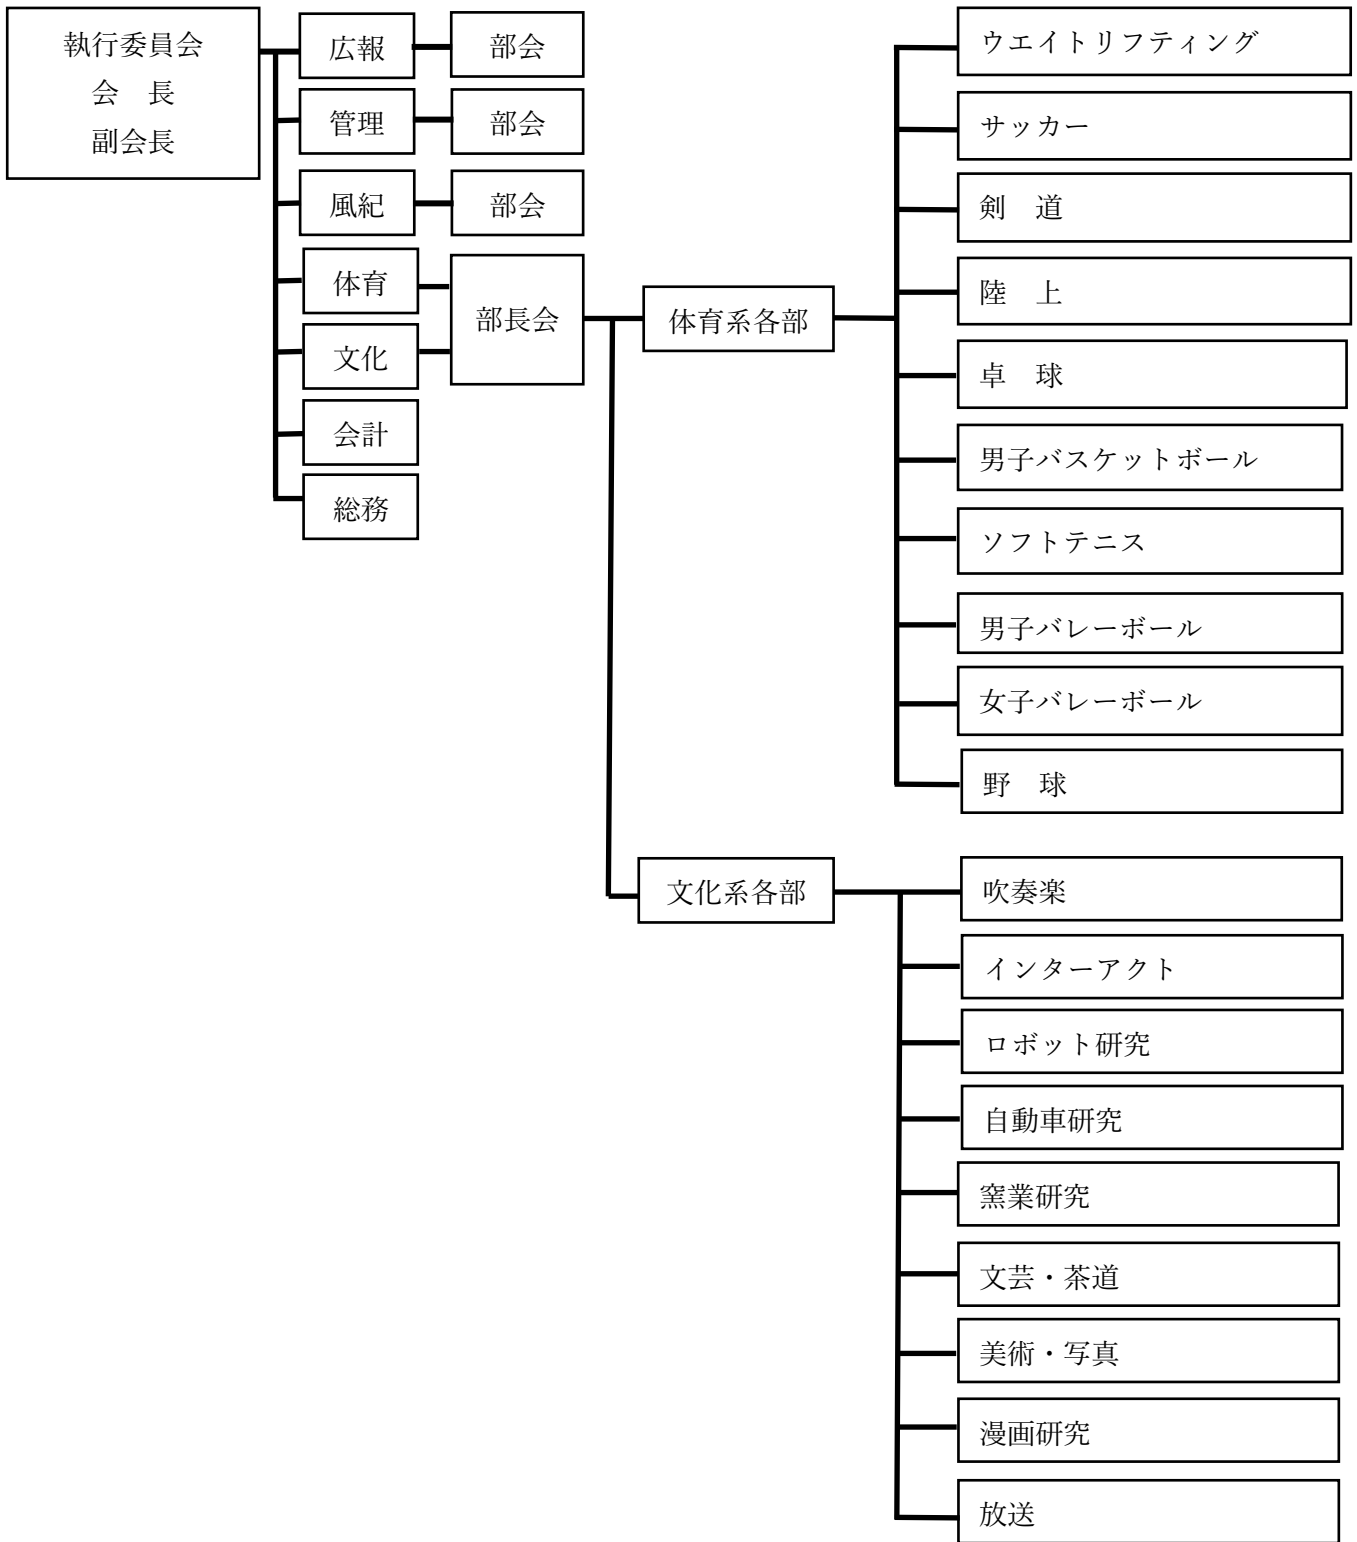 執行委員会
会　長
副会長
広報
部会
管理
部会
風紀
部会
体育
文化
部長会
会計
総務
体育系各部
ウエイトリフティング
サッカー
剣　道
陸　上
卓　球
男子バスケットボール
ソフトテニス
男子バレーボール
女子バレーボール
野　球
文化系各部
吹奏楽
インターアクト
ロボット研究
自動車研究
窯業研究
文芸・茶道
美術・写真
漫画研究
放送